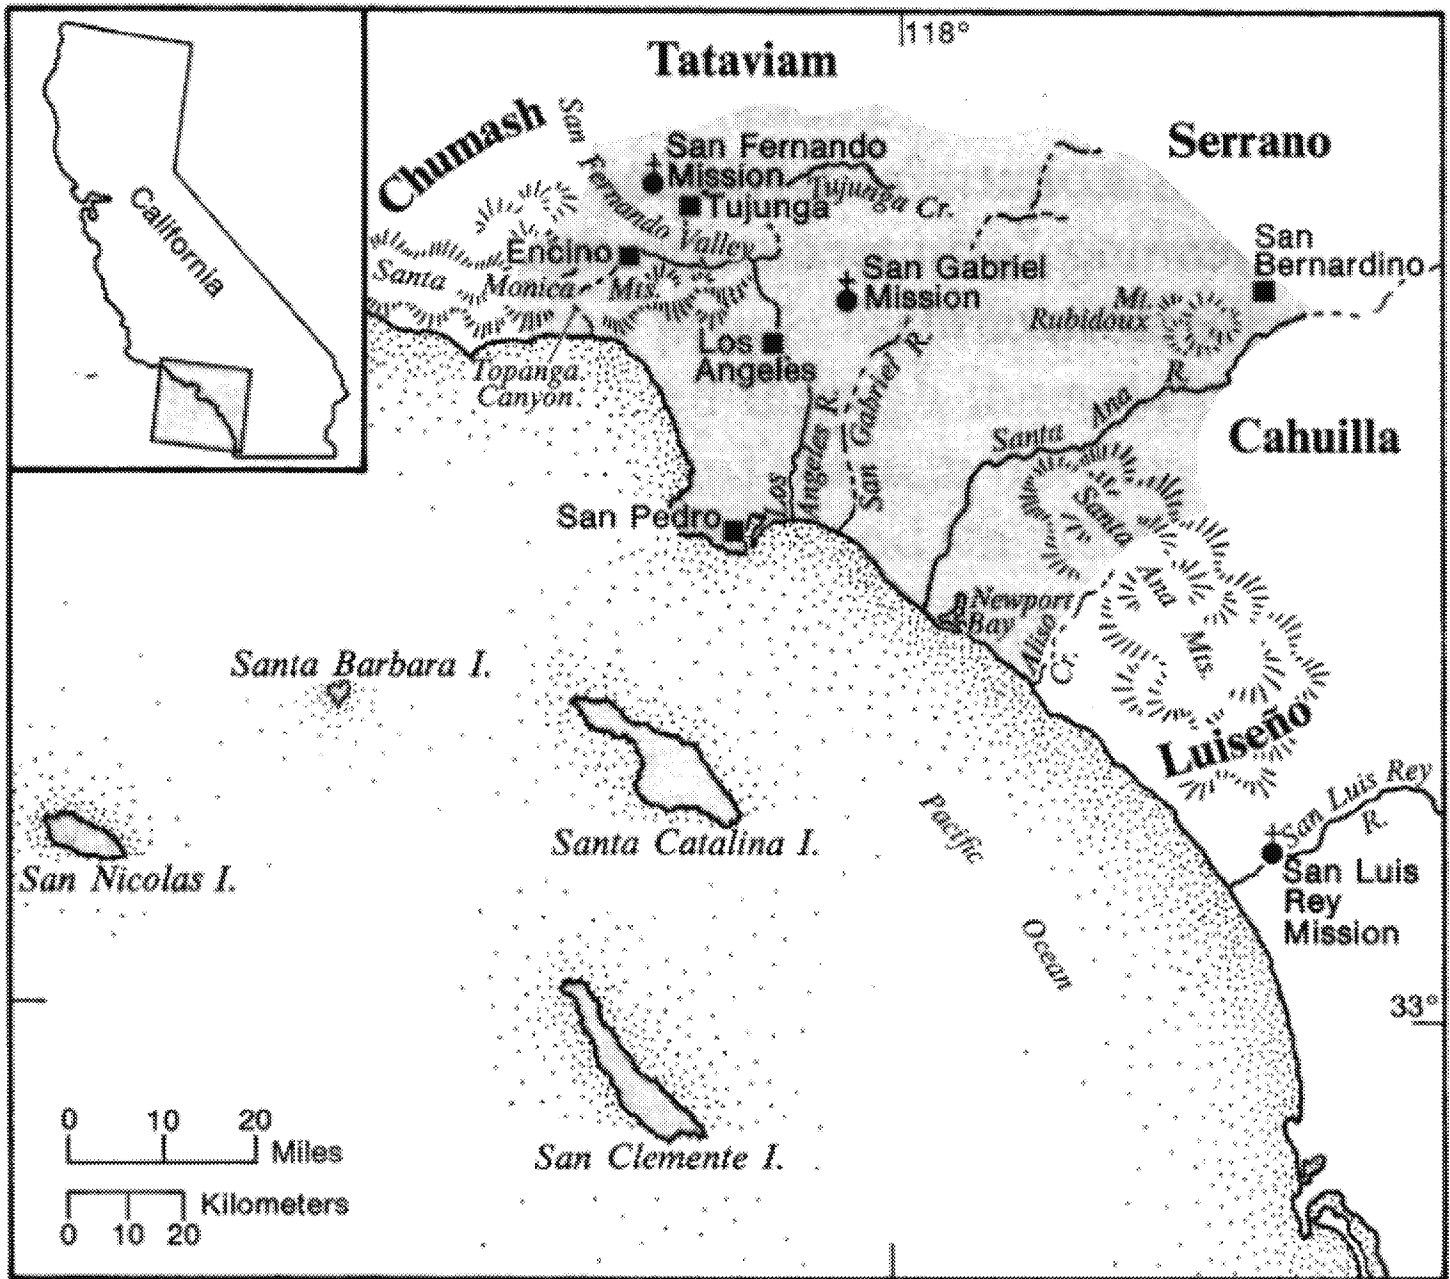 California
118°
Tataviam
Chumash
Serrano
San Fernando Valley
San Fernando
Mission
Tujunga Cr.
Tujunga
Encino
San
Bernardino
San Gabriel
Mission
Santa Monica Mts.
Mt.
Rubidoux
Los
Angeles
Topanga
Canyon
Los Angeles R.
San Gabriel R.
Santa Ana R.
Cahuilla
San Pedro
Santa Ana Mts.
Newport
Bay
Aliso
Cr.
Santa Barbara I.
Luiseño
San Luis Rey
R.
Santa Catalina I.
Pacific
Ocean
San Nicolas I.
San Luis
Rey
Mission
33°
San Clemente I.
0 10 20
Miles
Kilometers
0 10 20